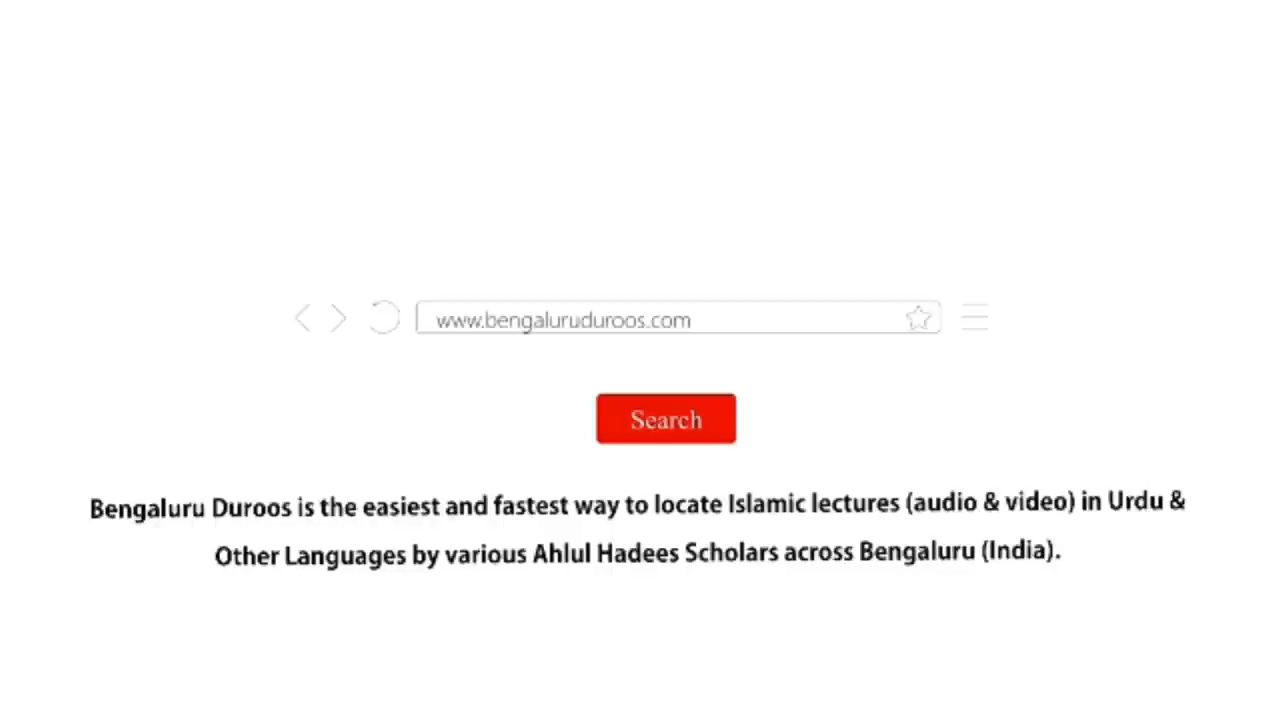 www.bengaluruduroos.com
Search
Bengaluru Duroos is the easiest and fastest way to locate Islamic lectures (audio & video) in Urdu &
Other Languages by various Ahlul Hadees Scholars across Bengaluru (India).